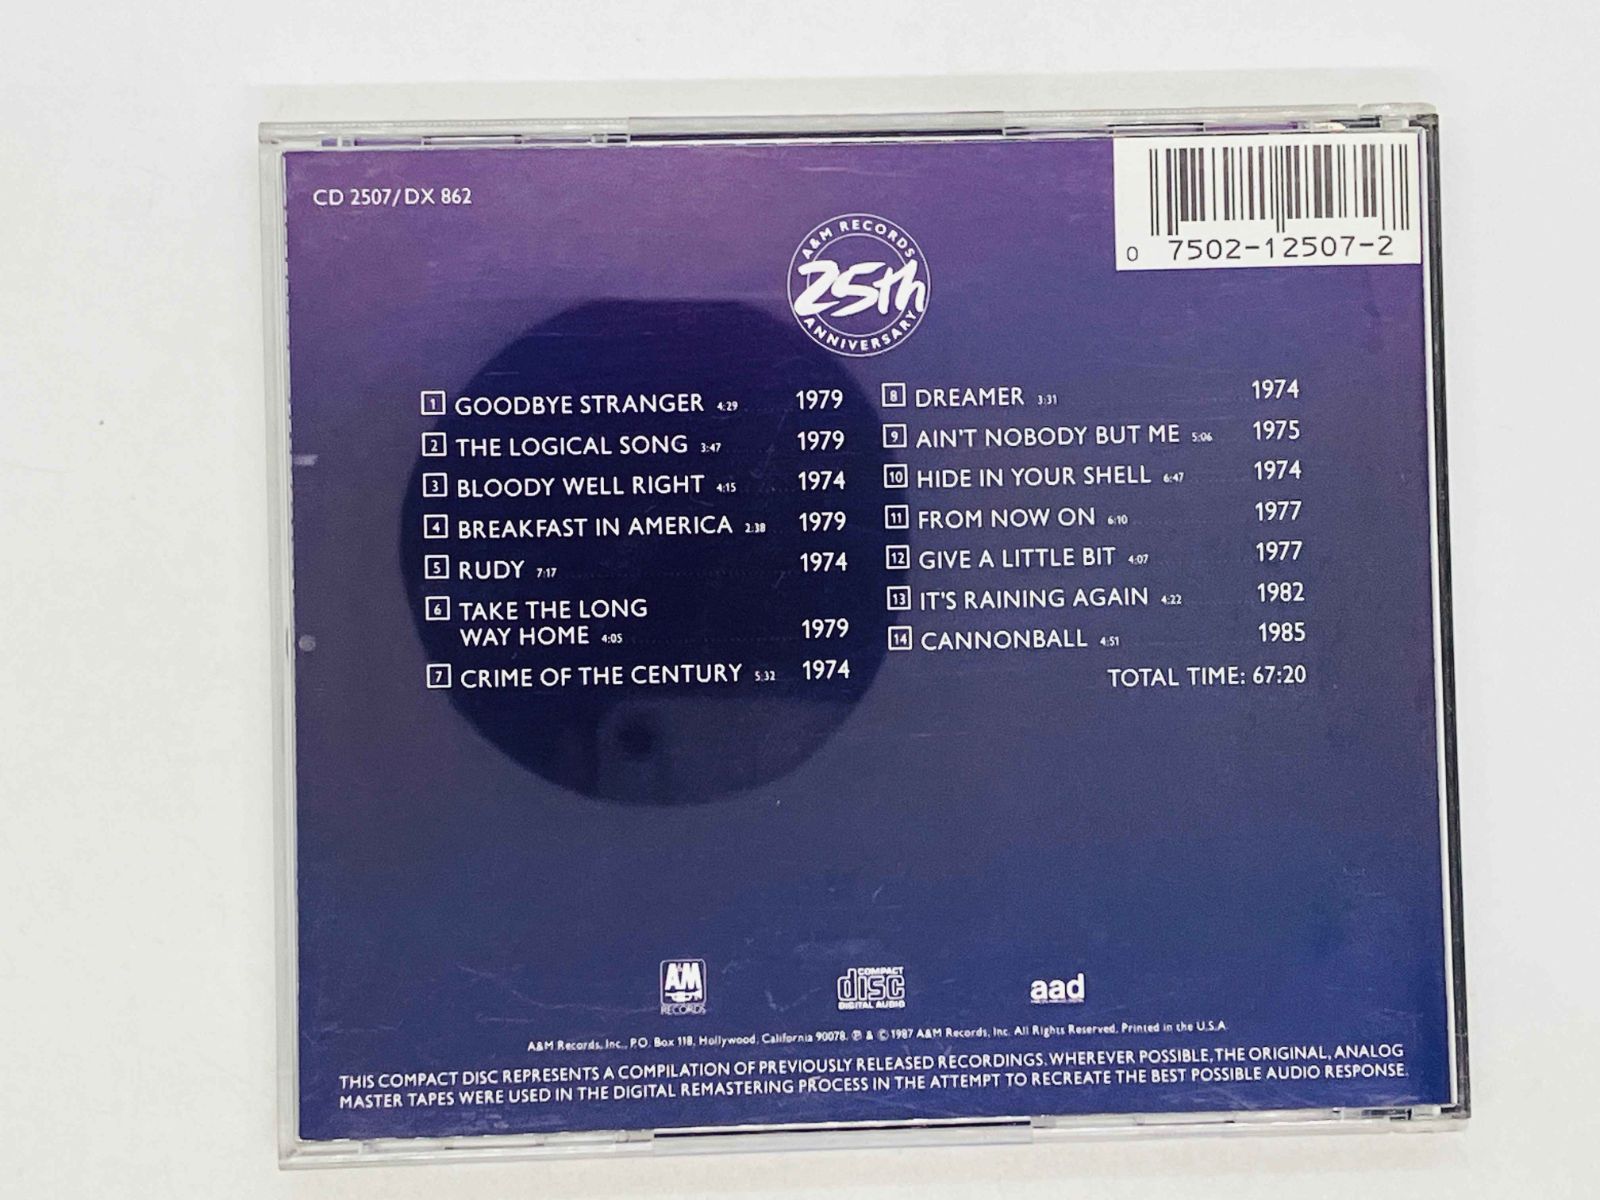 CD 2507/DX 862
0 7502-12507-2
A&M RECORDS
25th
ANNIVERSARY
1 GOODBYE STRANGER 4:29 1979
2 THE LOGICAL SONG 3:47 1979
3 BLOODY WELL RIGHT 4:15 1974
4 BREAKFAST IN AMERICA 2:38 1979
5 RUDY 7:17 1974
6 TAKE THE LONG
WAY HOME 4:05 1979
7 CRIME OF THE CENTURY 5:32 1974
8 DREAMER 3:31 1974
9 AIN'T NOBODY BUT ME 5:06 1975
10 HIDE IN YOUR SHELL 6:47 1974
11 FROM NOW ON 6:10 1977
12 GIVE A LITTLE BIT 4:07 1977
13 IT'S RAINING AGAIN 4:22 1982
14 CANNONBALL 4:51 1985
TOTAL TIME: 67:20
A&M
RECORDS
COMPACT
disc
DIGITAL AUDIO
aad
A&M Records, Inc., P.O. Box 118, Hollywood, California 90078. ℗ & © 1987 A&M Records, Inc. All Rights Reserved. Printed in the U.S.A.
THIS COMPACT DISC REPRESENTS A COMPILATION OF PREVIOUSLY RELEASED RECORDINGS. WHEREVER POSSIBLE, THE ORIGINAL, ANALOG
MASTER TAPES WERE USED IN THE DIGITAL REMASTERING PROCESS IN THE ATTEMPT TO RECREATE THE BEST POSSIBLE AUDIO RESPONSE.